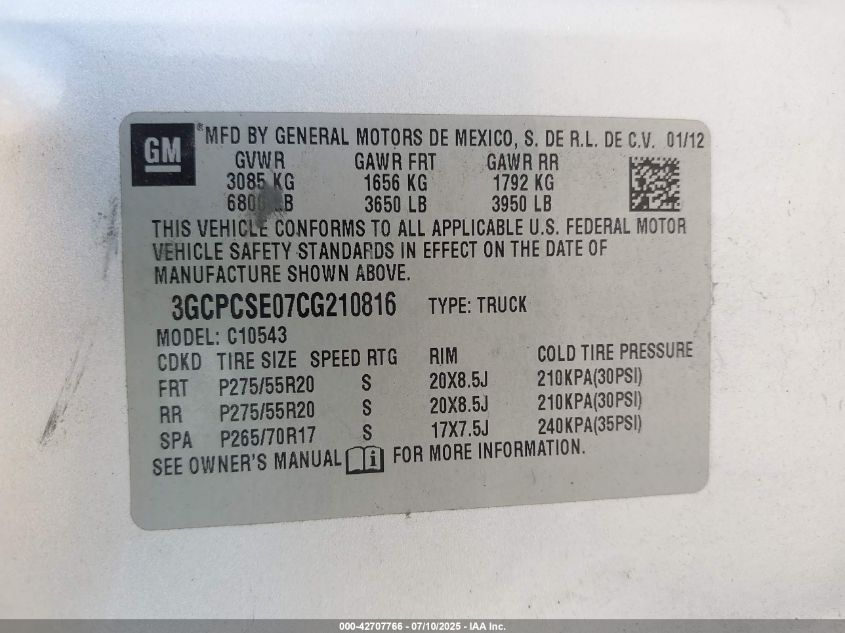 GM ® MFD BY GENERAL MOTORS DE MEXICO, S. DE R.L. DE C.V. 01/12
GVWR GAWR FRT GAWR RR
3085 KG 1656 KG 1792 KG
6800 LB 3650 LB 3950 LB
THIS VEHICLE CONFORMS TO ALL APPLICABLE U.S. FEDERAL MOTOR
VEHICLE SAFETY STANDARDS IN EFFECT ON THE DATE OF
MANUFACTURE SHOWN ABOVE.
3GCPCSE07CG210816 TYPE: TRUCK
MODEL: C10543
CDKD TIRE SIZE SPEED RTG RIM COLD TIRE PRESSURE
FRT P275/55R20 S 20X8.5J 210KPA(30PSI)
RR P275/55R20 S 20X8.5J 210KPA(30PSI)
SPA P265/70R17 S 17X7.5J 240KPA(35PSI)
SEE OWNER'S MANUAL i FOR MORE INFORMATION.
000-42707766 - 07/10/2025 - IAA Inc.